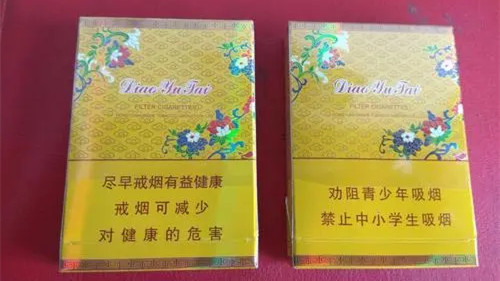 Diao Yu Tai
FILTER CIGARETTES
尽早戒烟有益健康
戒烟可减少
对健康的危害
Diao Yu Tai
FILTER CIGARETTES
劝阻青少年吸烟
禁止中小学生吸烟